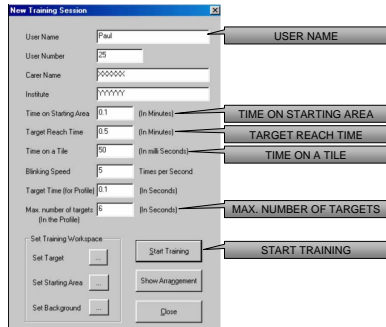 New Training Session
User Name Paul USER NAME
User Number 25
Carer Name XXXXXX
Institute YYYYYY
Time on Starting Area 0.1 (In Minutes) TIME ON STARTING AREA
Target Reach Time 0.5 (In Minutes) TARGET REACH TIME
Time on a Tile 50 (In milli Seconds) TIME ON A TILE
Blinking Speed 5 Times per Second
Target Time (for Profile) 0.1 (In Seconds)
Max. number of targets 6 (In Seconds) MAX. NUMBER OF TARGETS
(In the Profile)
Set Training Workspace
Set Target ... Start Training START TRAINING
Set Starting Area ... Show Arrangement
Set Background ... Close